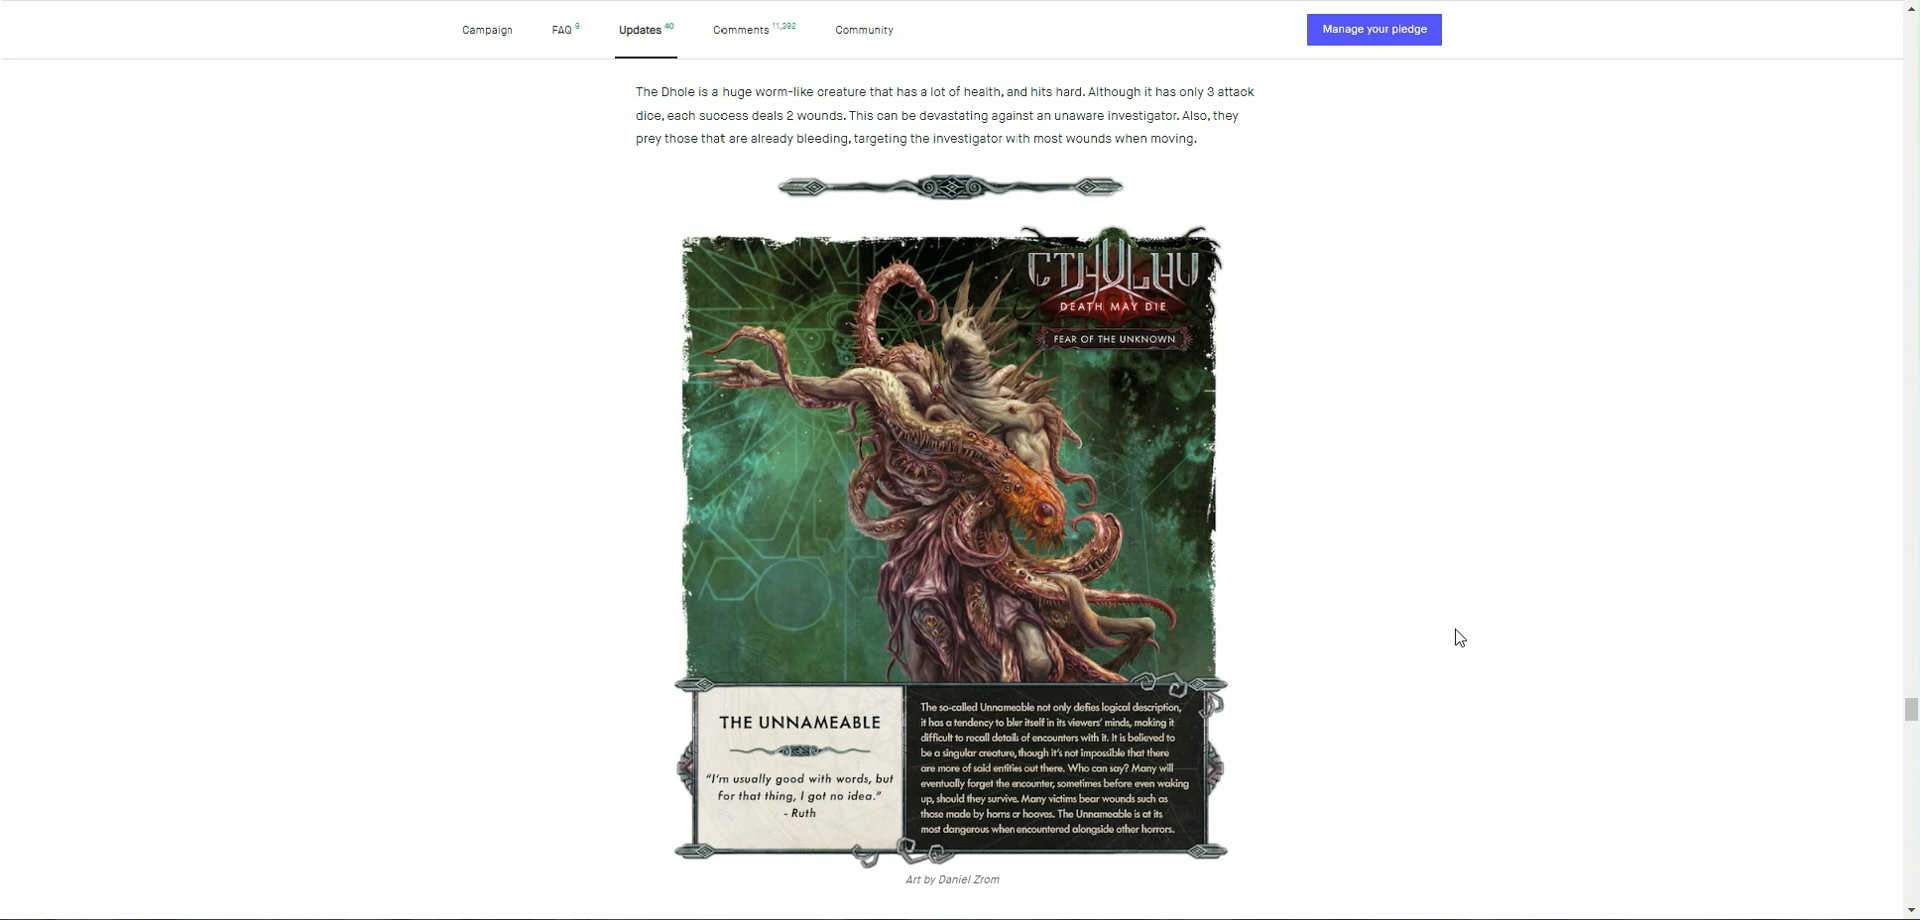 Campaign FAQ 9 Updates 40 Comments 11,392 Community Manage your pledge
The Dhole is a huge worm-like creature that has a lot of health, and hits hard. Although it has only 3 attack
dice, each success deals 2 wounds. This can be devastating against an unaware investigator. Also, they
prey those that are already bleeding, targeting the investigator with most wounds when moving.
CTHULHU
DEATH MAY DIE
FEAR OF THE UNKNOWN
THE UNNAMEABLE
"I'm usually good with words, but
for that thing, I got no idea."
- Ruth
The so-called Unnameable not only defies logical description,
it has a tendency to blur itself in its viewers' minds, making it
difficult to recall details of encounters with it. It is believed to
be a singular creature, though it's not impossible that there
are more of said entities out there. Who can say? Many will
eventually forget the encounter, sometimes before even waking
up, should they survive. Many victims bear wounds such as
those made by horns or hooves. The Unnameable is at its
most dangerous when encountered alongside other horrors.
Art by Daniel Zrom